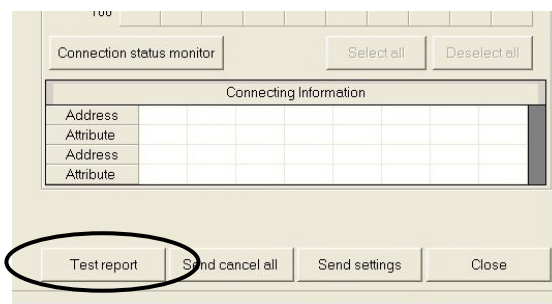 Connection status monitor Select all Deselect all
Connecting Information
Address
Attribute
Address
Attribute
Test report Send cancel all Send settings Close